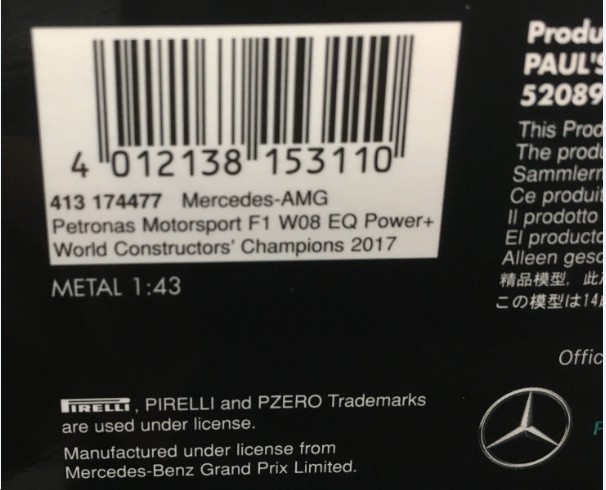 4 012138 153110
413 174477 Mercedes-AMG
Petronas Motorsport F1 W08 EQ Power+
World Constructors' Champions 2017
METAL 1:43
PIRELLI, PIRELLI and PZERO Trademarks
are used under license.
Manufactured under license from
Mercedes-Benz Grand Prix Limited.
Produ
PAUL'S
52089
This Prod
The produ
Sammlerm
Ce produit
Il prodotto
El producto
Alleen gesc
精品模型，此
この模型は14
Offic